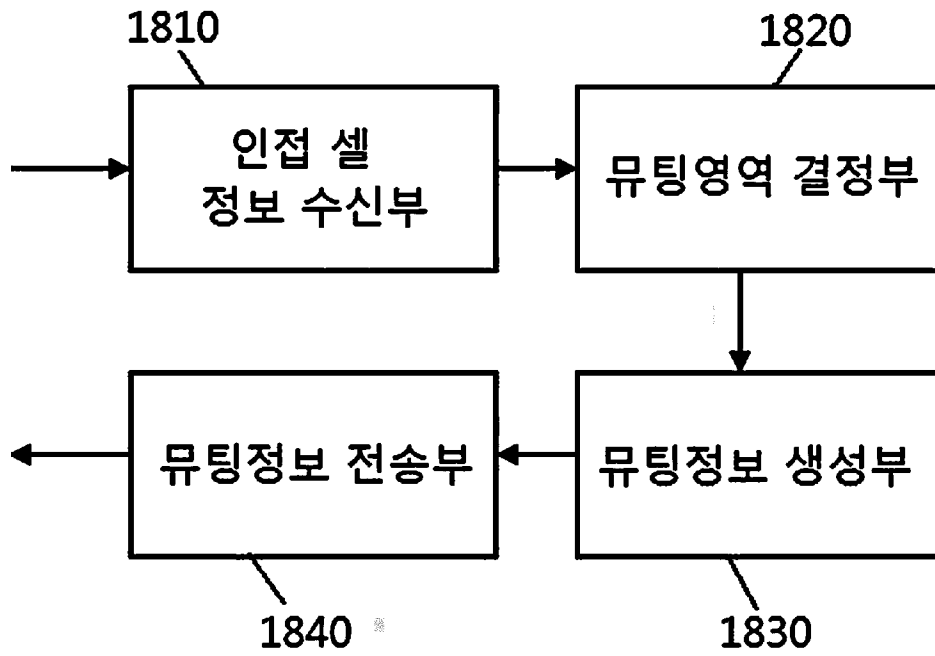 1810
1820
인접 셀
정보 수신부
뮤팅영역 결정부
뮤팅정보 전송부
뮤팅정보 생성부
1840
1830